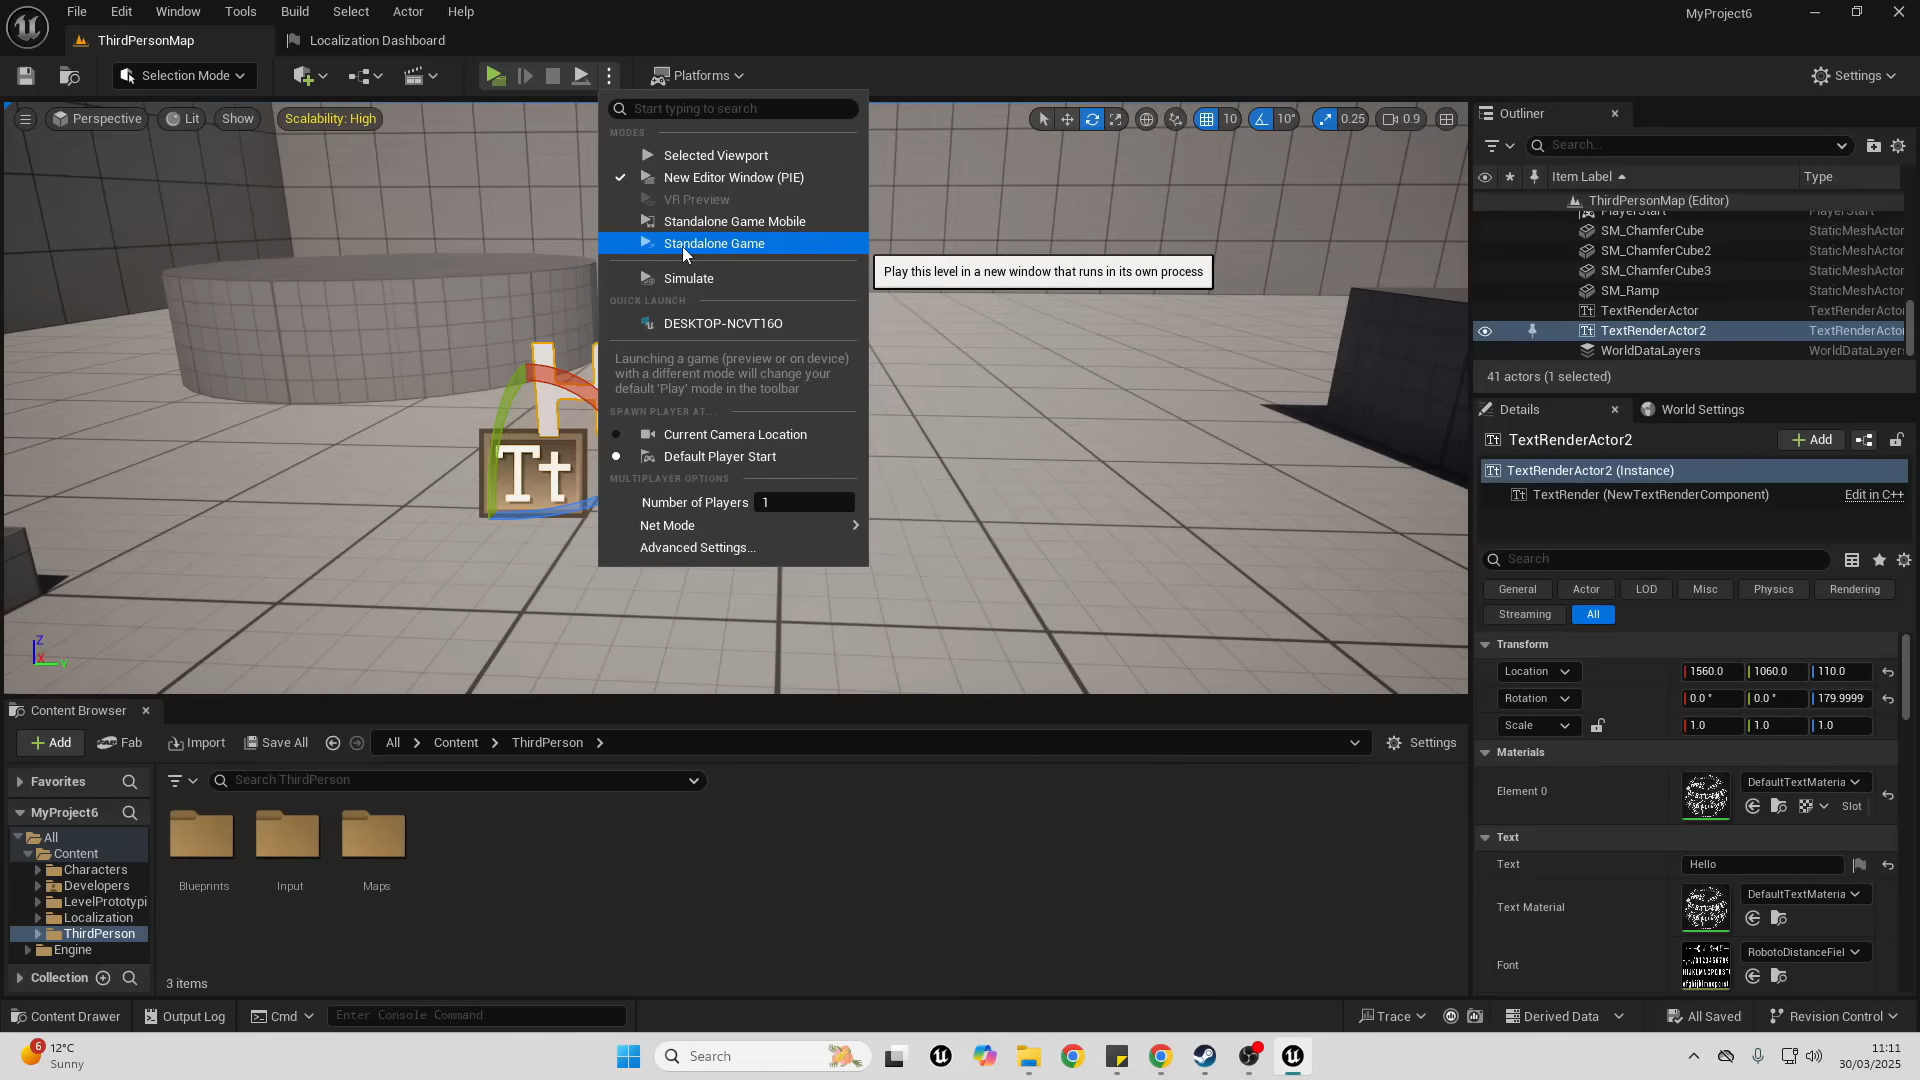 File Edit Window Tools Build Select Actor Help
MyProject6
ThirdPersonMap
Localization Dashboard
Selection Mode
Platforms
Settings
Perspective
Lit
Show
Scalability: High
10
10°
0.25
0.9
Start typing to search
MODES
Selected Viewport
New Editor Window (PIE)
VR Preview
Standalone Game Mobile
Standalone Game
Play this level in a new window that runs in its own process
Simulate
QUICK LAUNCH
DESKTOP-NCVT16O
Launching a game (preview or on device)
with a different mode will change your
default 'Play' mode in the toolbar
SPAWN PLAYER AT...
Current Camera Location
Default Player Start
MULTIPLAYER OPTIONS
Number of Players 1
Net Mode
Advanced Settings...
Tt
Z
X
Y
Outliner
Search...
Item Label Type
ThirdPersonMap (Editor)
PlayerStart PlayerStart
SM_ChamferCube StaticMeshActor
SM_ChamferCube2 StaticMeshActor
SM_ChamferCube3 StaticMeshActor
SM_Ramp StaticMeshActor
TextRenderActor TextRenderActor
TextRenderActor2 TextRenderActor
WorldDataLayers WorldDataLayer
41 actors (1 selected)
Details
World Settings
TextRenderActor2
Add
TextRenderActor2 (Instance)
TextRender (NewTextRenderComponent) Edit in C++
Search
General Actor LOD Misc Physics Rendering
Streaming All
Transform
Location 1560.0 1060.0 110.0
Rotation 0.0 ° 0.0 ° 179.9999
Scale 1.0 1.0 1.0
Materials
Element 0
DefaultTextMateria
Slot
Text
Text Hello
Text Material
DefaultTextMateria
Font
RobotoDistanceFiel
Content Browser
Add Fab Import Save All All Content ThirdPerson Settings
Favorites
Search ThirdPerson
MyProject6
All
Content
Characters
Developers
LevelPrototypi
Localization
ThirdPerson
Engine
Collection
Blueprints Input Maps
3 items
Content Drawer Output Log Cmd Enter Console Command Trace Derived Data All Saved Revision Control
6
12°C
Sunny
Search
11:11
30/03/2025